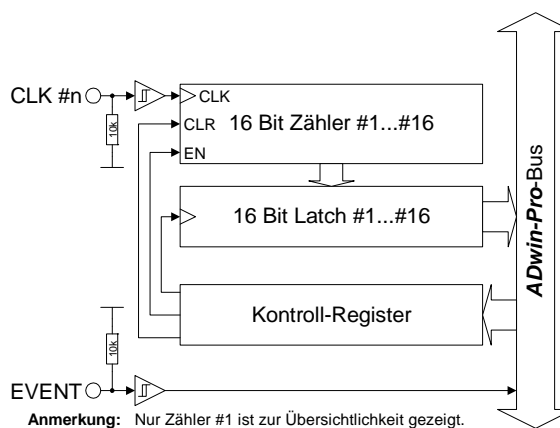 CLK #n
10k
CLK
CLR
EN
16 Bit Zähler #1...#16
16 Bit Latch #1...#16
Kontroll-Register
ADwin-Pro-Bus
10k
EVENT
Anmerkung: Nur Zähler #1 ist zur Übersichtlichkeit gezeigt.